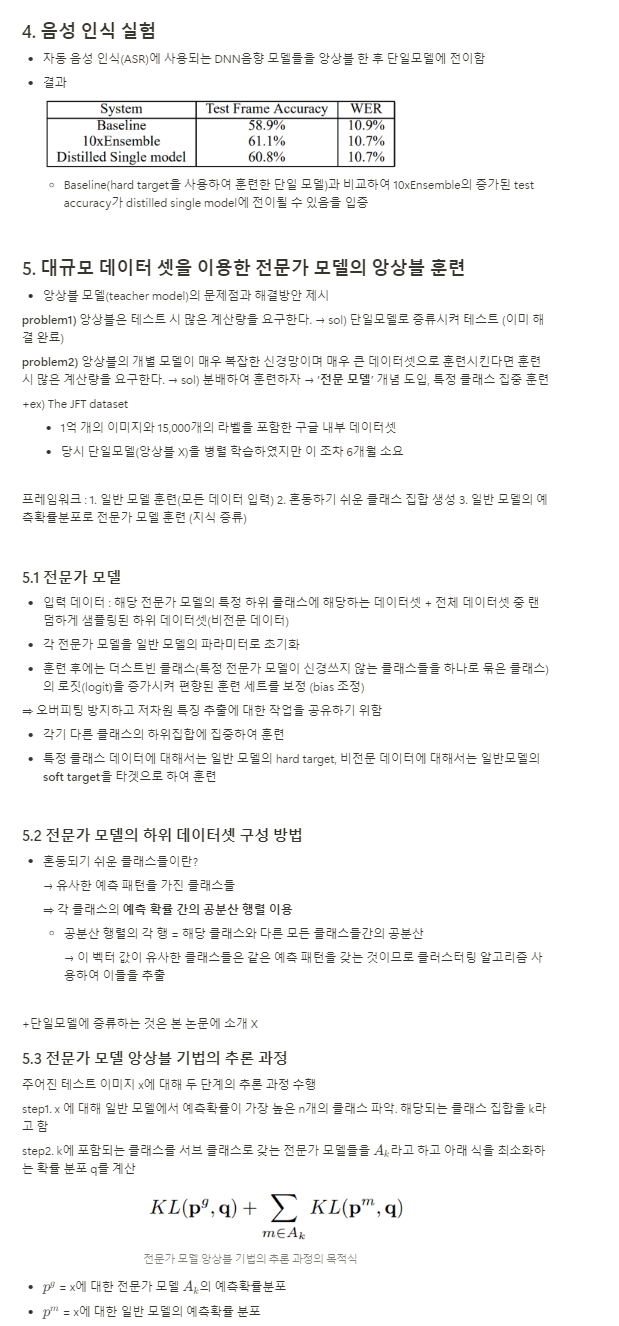 4. 음성 인식 실험
• 자동 음성 인식(ASR)에 사용되는 DNN음향 모델들을 앙상블 한 후 단일모델에 전이함
• 결과
System Test Frame Accuracy WER
Baseline 58.9% 10.9%
10xEnsemble 61.1% 10.7%
Distilled Single model 60.8% 10.7%
◦ Baseline(hard target을 사용하여 훈련한 단일 모델)과 비교하여 10xEnsemble의 증가된 test
accuracy가 distilled single model에 전이될 수 있음을 입증
5. 대규모 데이터 셋을 이용한 전문가 모델의 앙상블 훈련
• 앙상블 모델(teacher model)의 문제점과 해결방안 제시
problem1) 앙상블은 테스트 시 많은 계산량을 요구한다. → sol) 단일모델로 증류시켜 테스트 (이미 해
결 완료)
problem2) 앙상블의 개별 모델이 매우 복잡한 신경망이며 매우 큰 데이터셋으로 훈련시킨다면 훈련
시 많은 계산량을 요구한다. → sol) 분배하여 훈련하자 → '전문 모델' 개념 도입, 특정 클래스 집중 훈련
+ex) The JFT dataset
• 1억 개의 이미지와 15,000개의 라벨을 포함한 구글 내부 데이터셋
• 당시 단일모델(앙상블 X)을 병렬 학습하였지만 이 조차 6개월 소요
프레임워크 : 1. 일반 모델 훈련(모든 데이터 입력) 2. 혼동하기 쉬운 클래스 집합 생성 3. 일반 모델의 예
측확률분포로 전문가 모델 훈련 (지식 증류)
5.1 전문가 모델
• 입력 데이터 : 해당 전문가 모델의 특정 하위 클래스에 해당하는 데이터셋 + 전체 데이터셋 중 랜
덤하게 샘플링된 하위 데이터셋(비전문 데이터)
• 각 전문가 모델을 일반 모델의 파라미터로 초기화
• 훈련 후에는 더스트빈 클래스(특정 전문가 모델이 신경쓰지 않는 클래스들을 하나로 묶은 클래스)
의 로짓(logit)을 증가시켜 편향된 훈련 세트를 보정 (bias 조정)
⇒ 오버피팅 방지하고 저차원 특징 추출에 대한 작업을 공유하기 위함
• 각기 다른 클래스의 하위집합에 집중하여 훈련
• 특정 클래스 데이터에 대해서는 일반 모델의 hard target, 비전문 데이터에 대해서는 일반모델의
soft target을 타겟으로 하여 훈련
5.2 전문가 모델의 하위 데이터셋 구성 방법
• 혼동되기 쉬운 클래스들이란?
→ 유사한 예측 패턴을 가진 클래스들
⇒ 각 클래스의 예측 확률 간의 공분산 행렬 이용
◦ 공분산 행렬의 각 행 = 해당 클래스와 다른 모든 클래스들간의 공분산
→ 이 벡터 값이 유사한 클래스들은 같은 예측 패턴을 갖는 것이므로 클러스터링 알고리즘 사
용하여 이들을 추출
+단일모델에 증류하는 것은 본 논문에 소개 X
5.3 전문가 모델 앙상블 기법의 추론 과정
주어진 테스트 이미지 x에 대해 두 단계의 추론 과정 수행
step1. x 에 대해 일반 모델에서 예측확률이 가장 높은 n개의 클래스 파악. 해당되는 클래스 집합을 k라
고 함
step2. k에 포함되는 클래스를 서브 클래스로 갖는 전문가 모델들을 A_k라고 하고 아래 식을 최소화하
는 확률 분포 q를 계산
KL(p^g, q) + ∑_{m∈A_k} KL(p^m, q)
전문가 모델 앙상블 기법의 추론 과정의 목적식
• p^g = x에 대한 전문가 모델 A_k의 예측확률분포
• p^m = x에 대한 일반 모델의 예측확률 분포